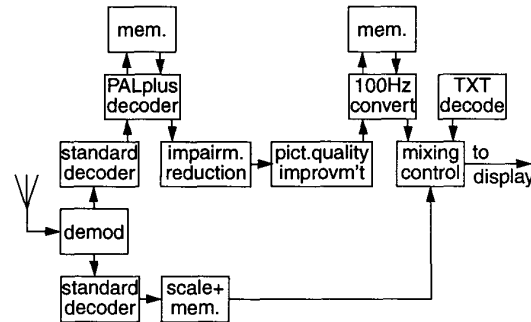 mem.
mem.
PALplus
decoder
100Hz
convert
TXT
decode
standard
decoder
impairm.
reduction
pict.quality
improvm't
mixing
control
to
display
demod
standard
decoder
scale+
mem.